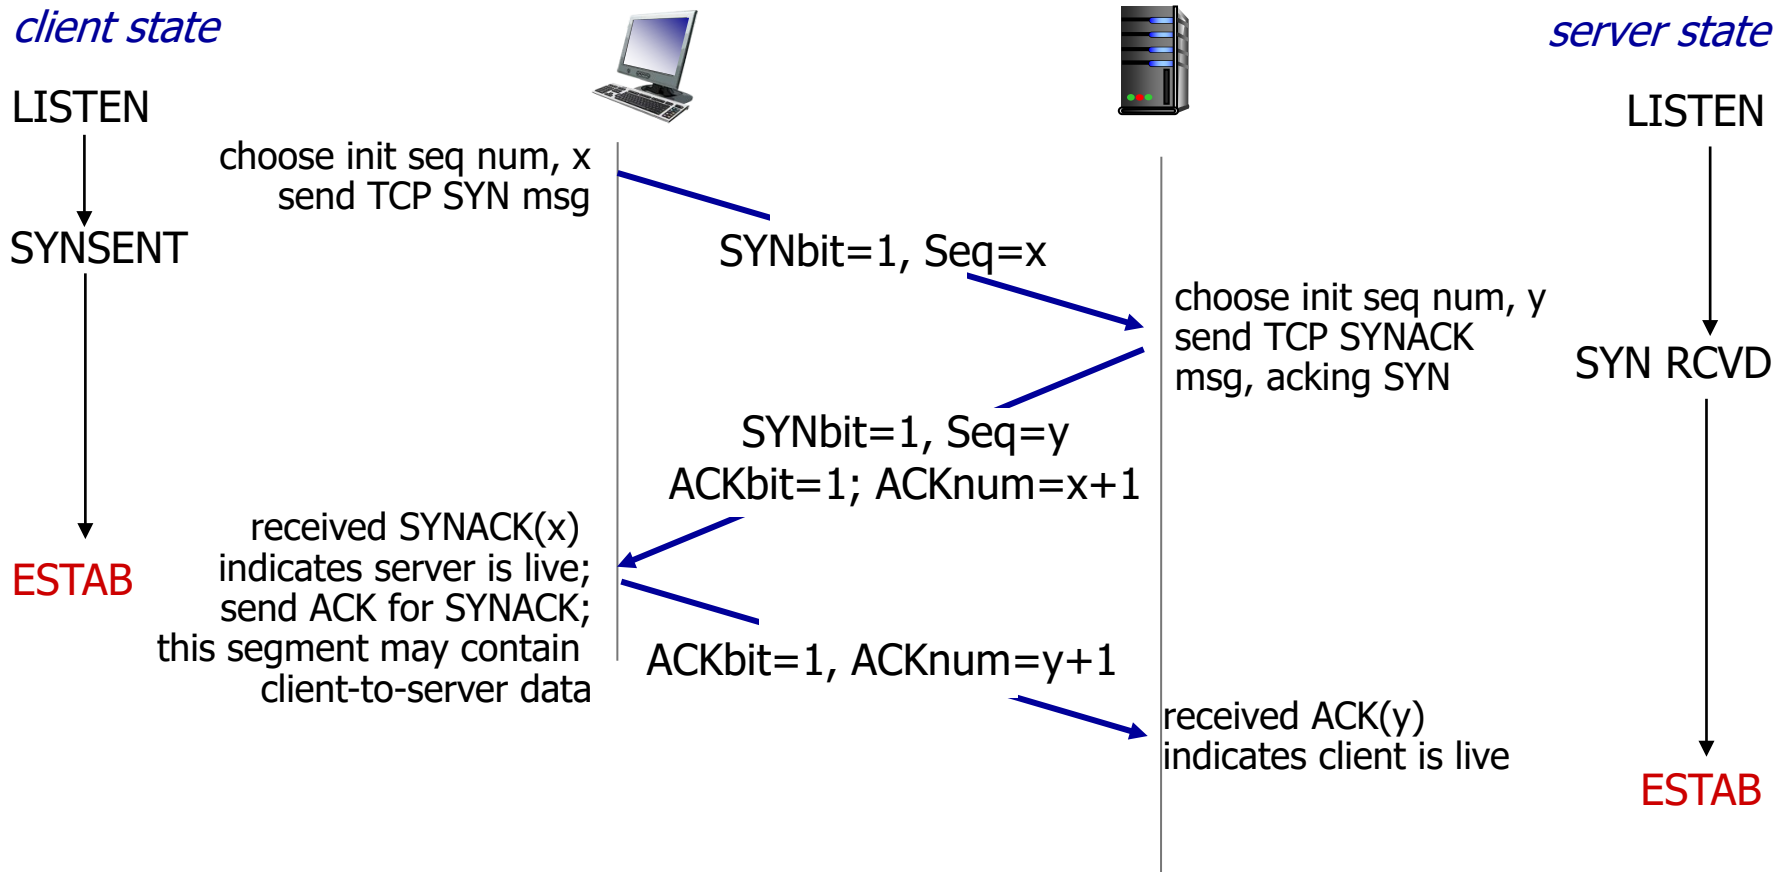 client state
server state
LISTEN
LISTEN
choose init seq num, x
send TCP SYN msg
SYNSENT
SYNbit=1, Seq=x
choose init seq num, y
send TCP SYNACK
msg, acking SYN
SYN RCVD
SYNbit=1, Seq=y
ACKbit=1; ACKnum=x+1
received SYNACK(x)
indicates server is live;
send ACK for SYNACK;
this segment may contain
client-to-server data
ESTAB
ACKbit=1, ACKnum=y+1
received ACK(y)
indicates client is live
ESTAB